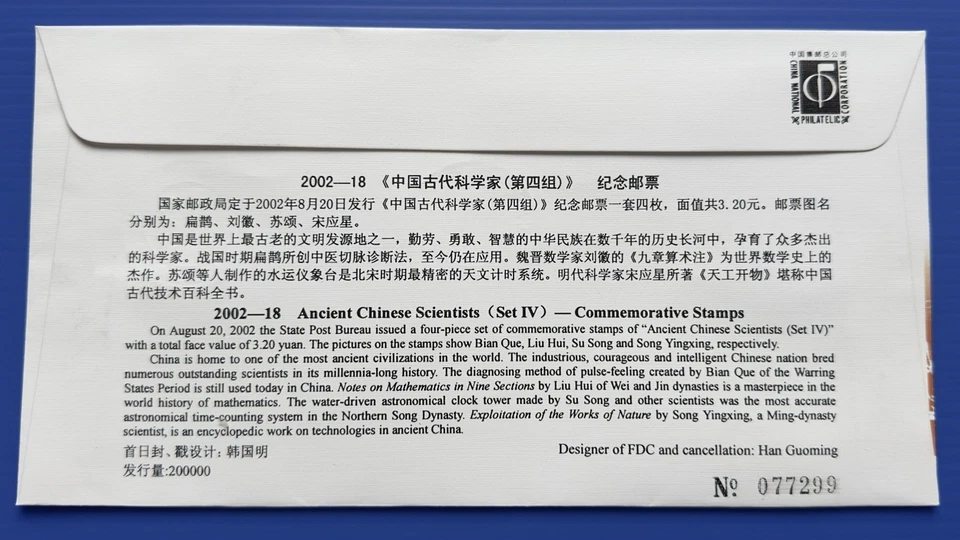 中国集邮总公司
CHINA NATIONAL
PHILATELIC
CORPORATION
2002—18 《中国古代科学家(第四组)》 纪念邮票
国家邮政局定于2002年8月20日发行《中国古代科学家(第四组)》纪念邮票一套四枚，面值共3.20元。邮票图名
分别为：扁鹊、刘徽、苏颂、宋应星。
中国是世界上最古老的文明发源地之一，勤劳、勇敢、智慧的中华民族在数千年的历史长河中，孕育了众多杰出
的科学家。战国时期扁鹊所创中医切脉诊断法，至今仍在应用。魏晋数学家刘徽的《九章算术注》为世界数学史上的
杰作。苏颂等人制作的水运仪象台是北宋时期最精密的天文计时系统。明代科学家宋应星所著《天工开物》堪称中国
古代技术百科全书。
2002—18 Ancient Chinese Scientists（Set IV）— Commemorative Stamps
On August 20, 2002 the State Post Bureau issued a four-piece set of commemorative stamps of “Ancient Chinese Scientists (Set IV)”
with a total face value of 3.20 yuan. The pictures on the stamps show Bian Que, Liu Hui, Su Song and Song Yingxing, respectively.
China is home to one of the most ancient civilizations in the world. The industrious, courageous and intelligent Chinese nation bred
numerous outstanding scientists in its millennia-long history. The diagnosing method of pulse-feeling created by Bian Que of the Warring
States Period is still used today in China. Notes on Mathematics in Nine Sections by Liu Hui of Wei and Jin dynasties is a masterpiece in the
world history of mathematics. The water-driven astronomical clock tower made by Su Song and other scientists was the most accurate
astronomical time-counting system in the Northern Song Dynasty. Exploitation of the Works of Nature by Song Yingxing, a Ming-dynasty
scientist, is an encyclopedic work on technologies in ancient China.
首日封、戳设计：韩国明
Designer of FDC and cancellation: Han Guoming
发行量:200000
Nº 077299